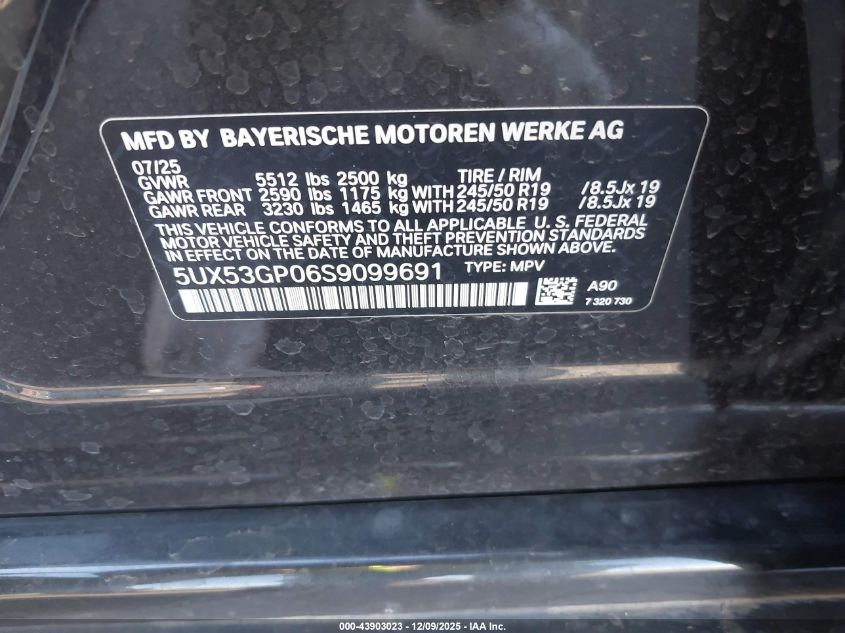 MFD BY BAYERISCHE MOTOREN WERKE AG
07/25
GVWR 5512 lbs 2500 kg TIRE / RIM
GAWR FRONT 2590 lbs 1175 kg WITH 245/50 R19 /8.5Jx 19
GAWR REAR 3230 lbs 1465 kg WITH 245/50 R19 /8.5Jx 19
THIS VEHICLE CONFORMS TO ALL APPLICABLE U. S. FEDERAL
MOTOR VEHICLE SAFETY AND THEFT PREVENTION STANDARDS
IN EFFECT ON THE DATE OF MANUFACTURE SHOWN ABOVE.
5UX53GP06S9099691 TYPE: MPV
A90
7 320 730
000-43903023 - 12/09/2025 - IAA Inc.